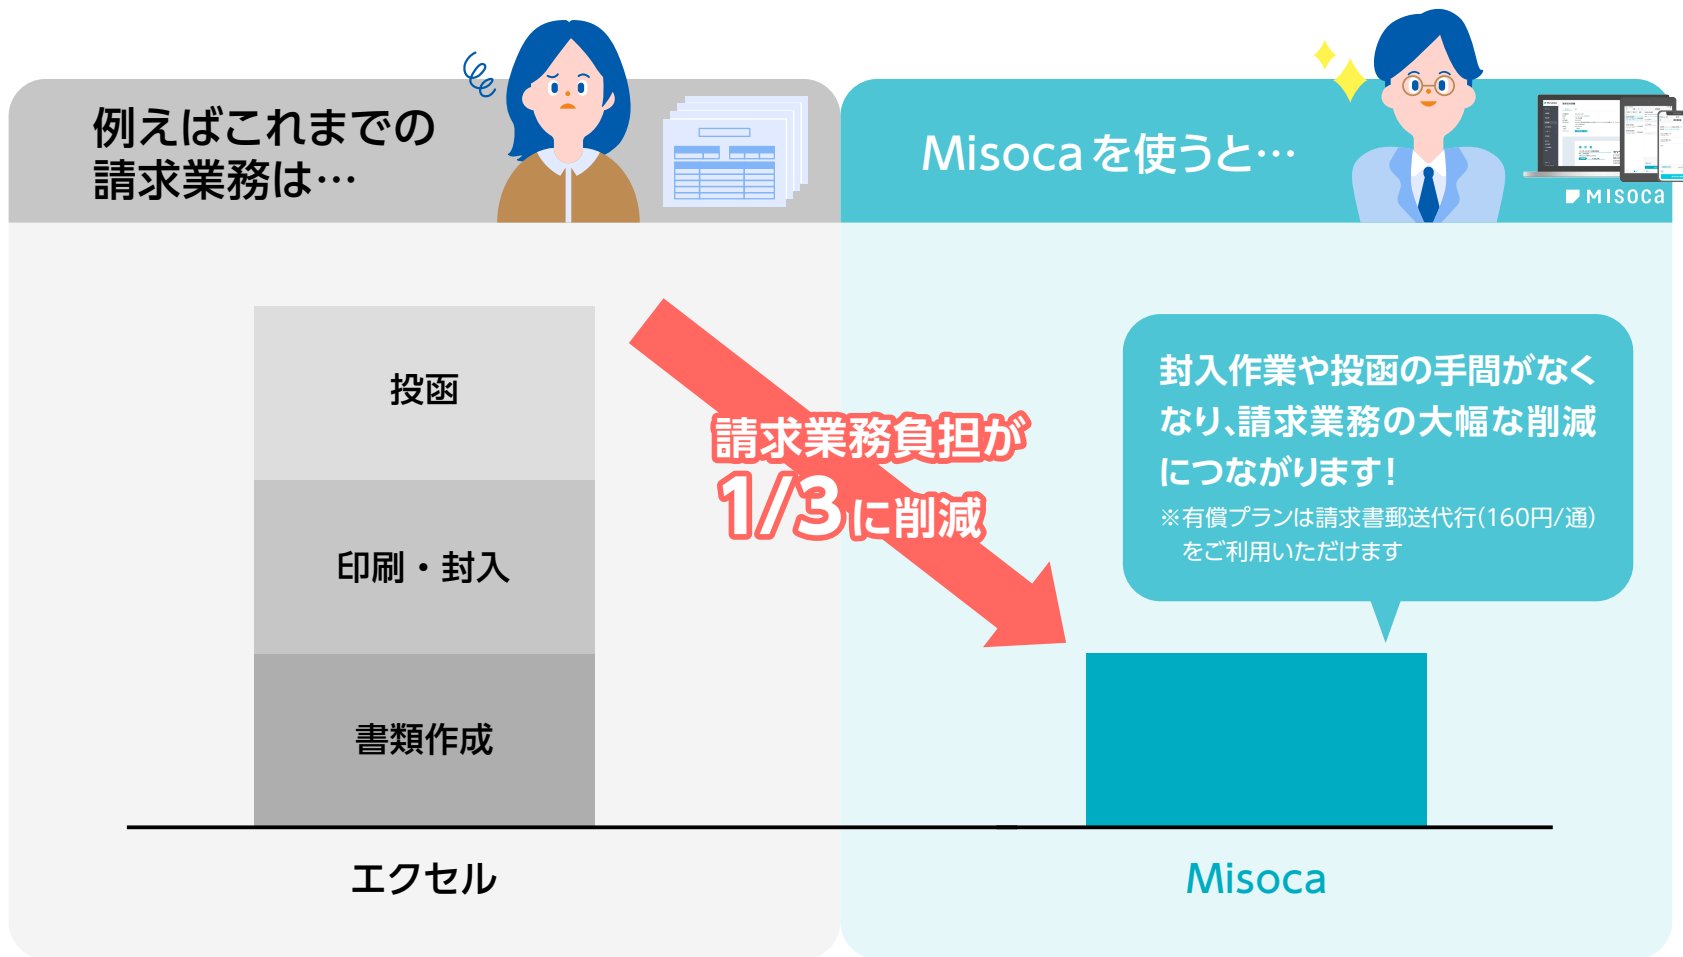 例えばこれまでの
請求業務は…
Misocaを使うと…
MISOCA
投函
印刷・封入
書類作成
請求業務負担が
1/3に削減
封入作業や投函の手間がなく
なり、請求業務の大幅な削減
につながります！
※有償プランは請求書郵送代行(160円/通)
をご利用いただけます
エクセル
Misoca